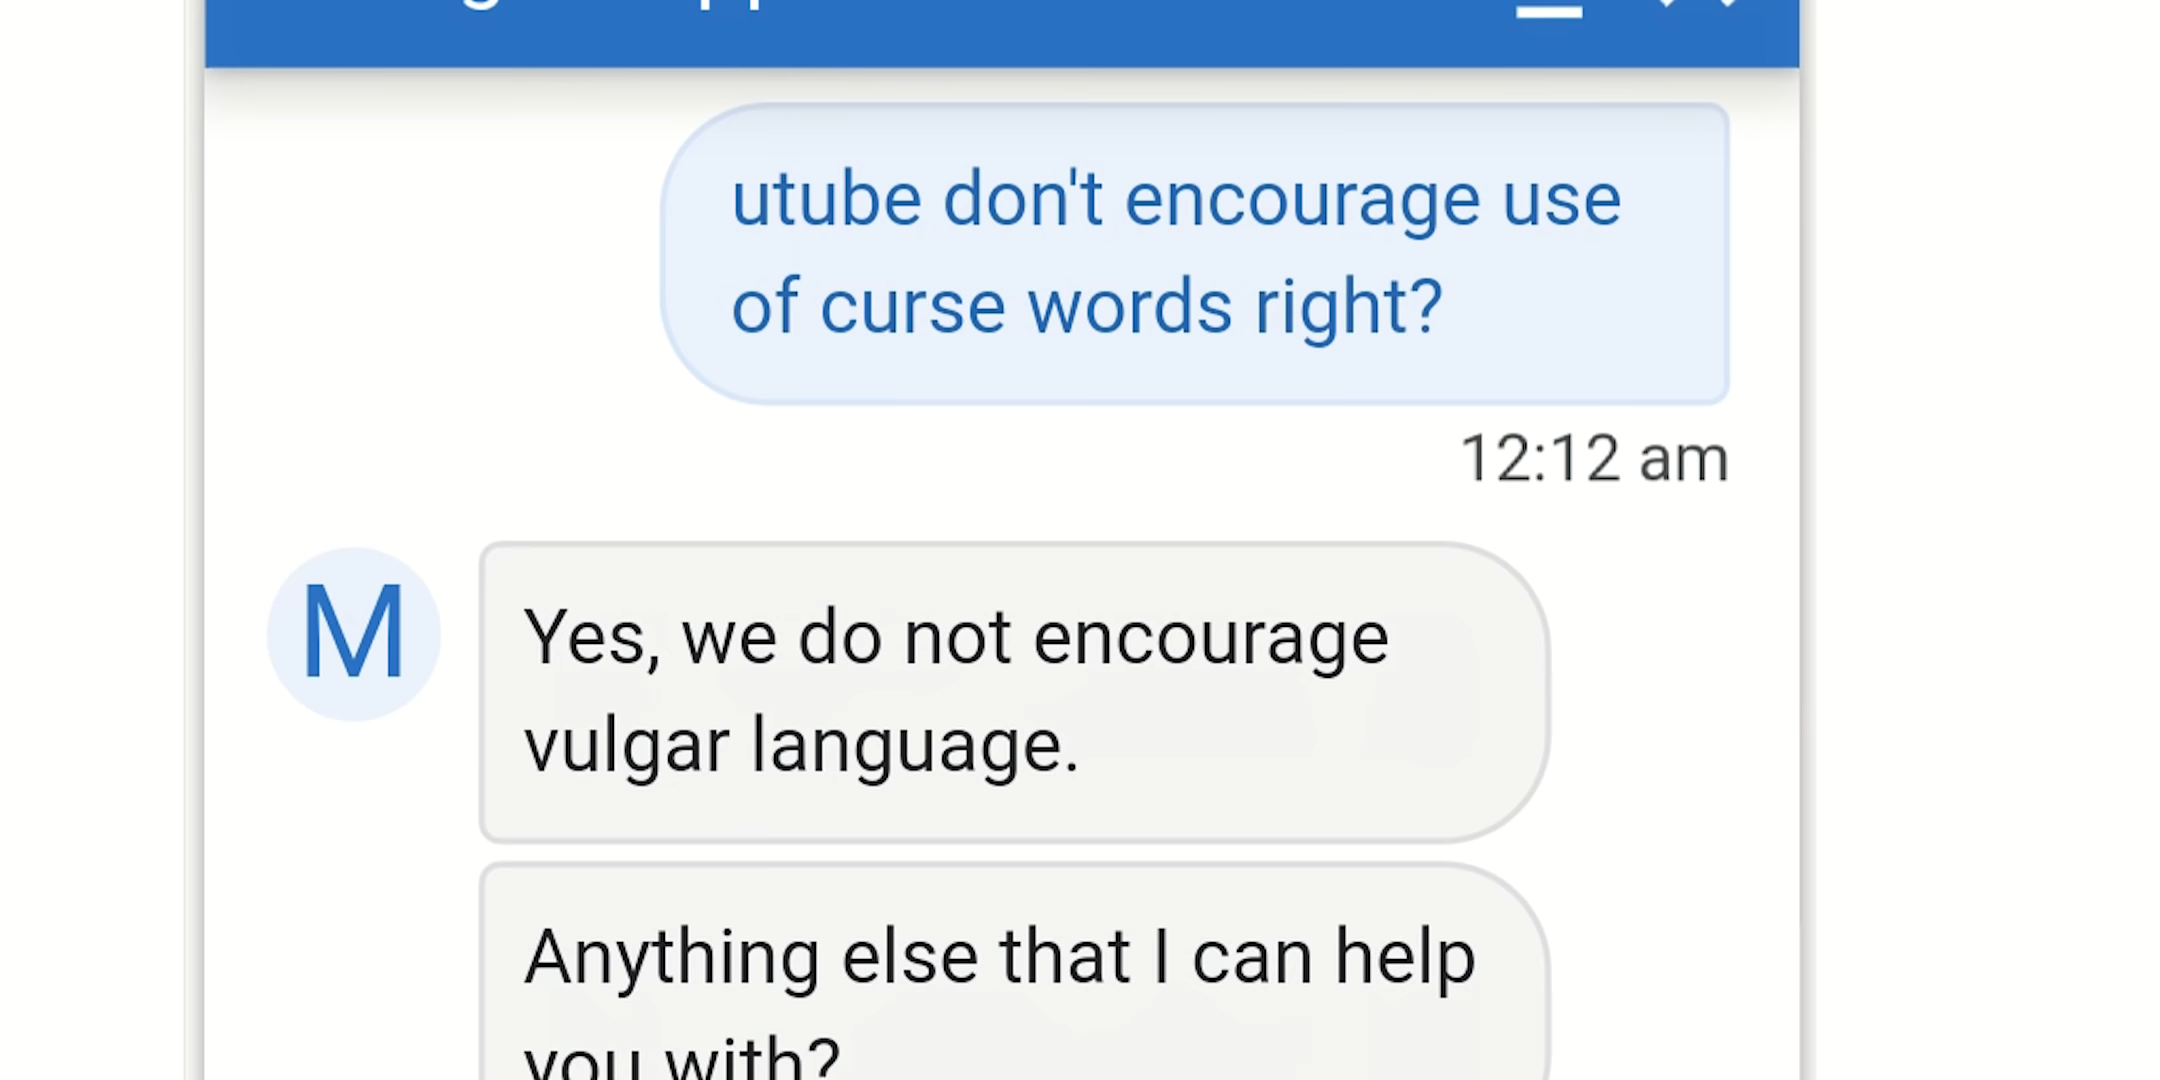 utube don't encourage use
of curse words right?
12:12 am
M
Yes, we do not encourage
vulgar language.
Anything else that I can help
you with?